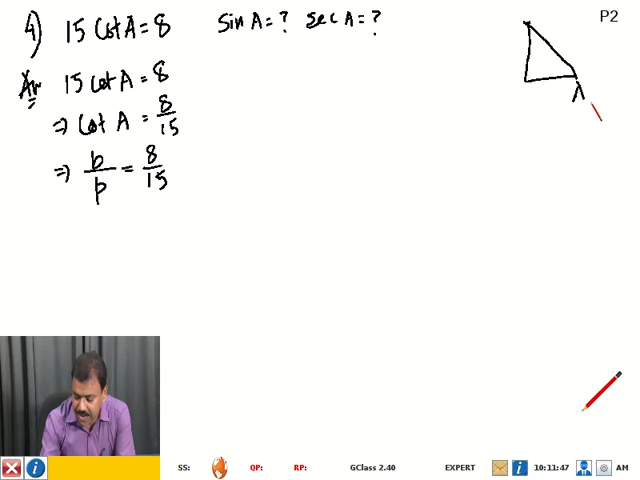 4) 15 Cot A = 8 Sin A = ? Sec A = ?
P2
Ans 15 cot A = 8
=> Cot A = 8/15
=> b/p = 8/15
A
SS: QP: RP: GClass 2.40 EXPERT 10:11:47 AM